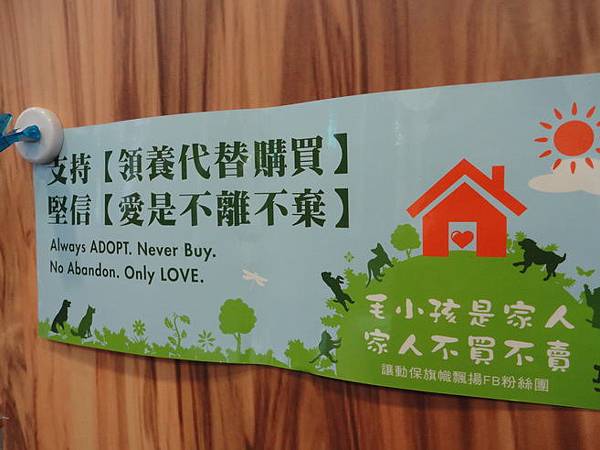 支持【領養代替購買】
堅信【愛是不離不棄】
Always ADOPT. Never Buy.
No Abandon. Only LOVE.
毛小孩是家人
家人不買不賣
讓動保旗幟飄揚FB粉絲團